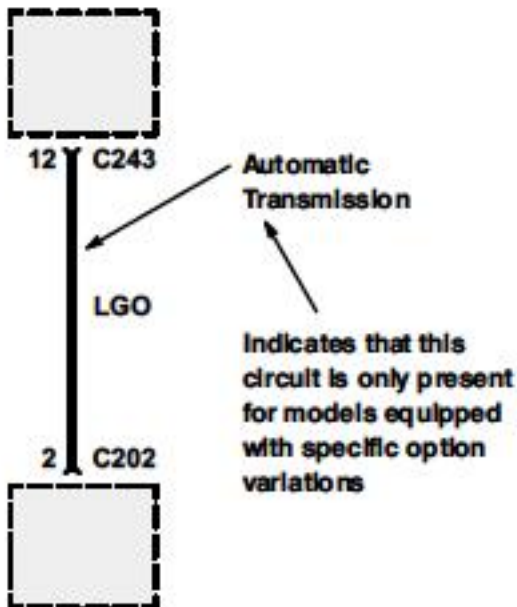 12 C243
Automatic
Transmission
LGO
Indicates that this
circuit is only present
for models equipped
with specific option
variations
2 C202